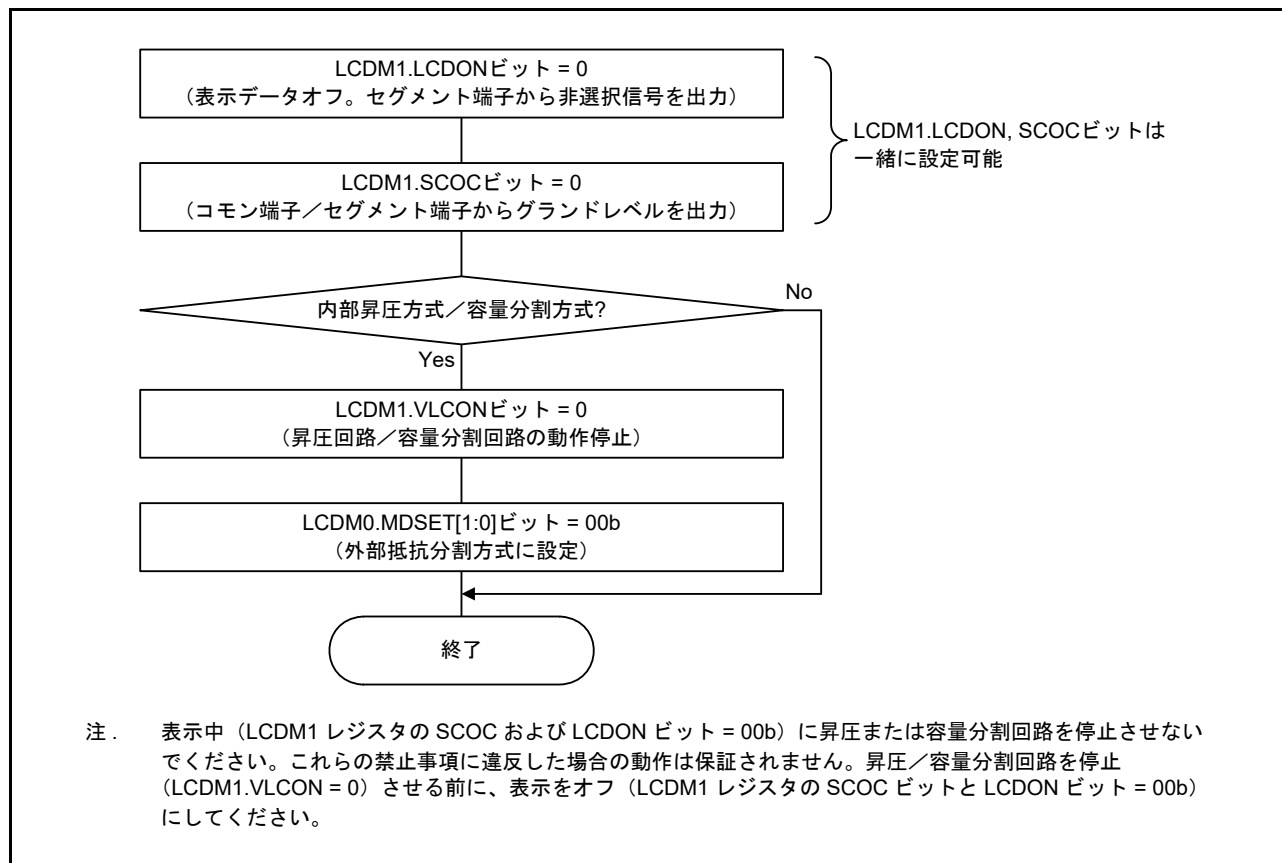 LCDM1.LCDONビット = 0
（表示データオフ。セグメント端子から非選択信号を出力）
LCDM1.LCDON, SCOCビットは
一緒に設定可能
LCDM1.SCOCビット = 0
（コモン端子／セグメント端子からグランドレベルを出力）
内部昇圧方式／容量分割方式?
No
Yes
LCDM1.VLCONビット = 0
（昇圧回路／容量分割回路の動作停止）
LCDM0.MDSET[1:0]ビット = 00b
（外部抵抗分割方式に設定）
終了
注 . 表示中（LCDM1 レジスタの SCOC および LCDON ビット = 00b）に昇圧または容量分割回路を停止させない
でください。これらの禁止事項に違反した場合の動作は保証されません。昇圧／容量分割回路を停止
（LCDM1.VLCON = 0）させる前に、表示をオフ（LCDM1 レジスタの SCOC ビットと LCDON ビット = 00b）
にしてください。